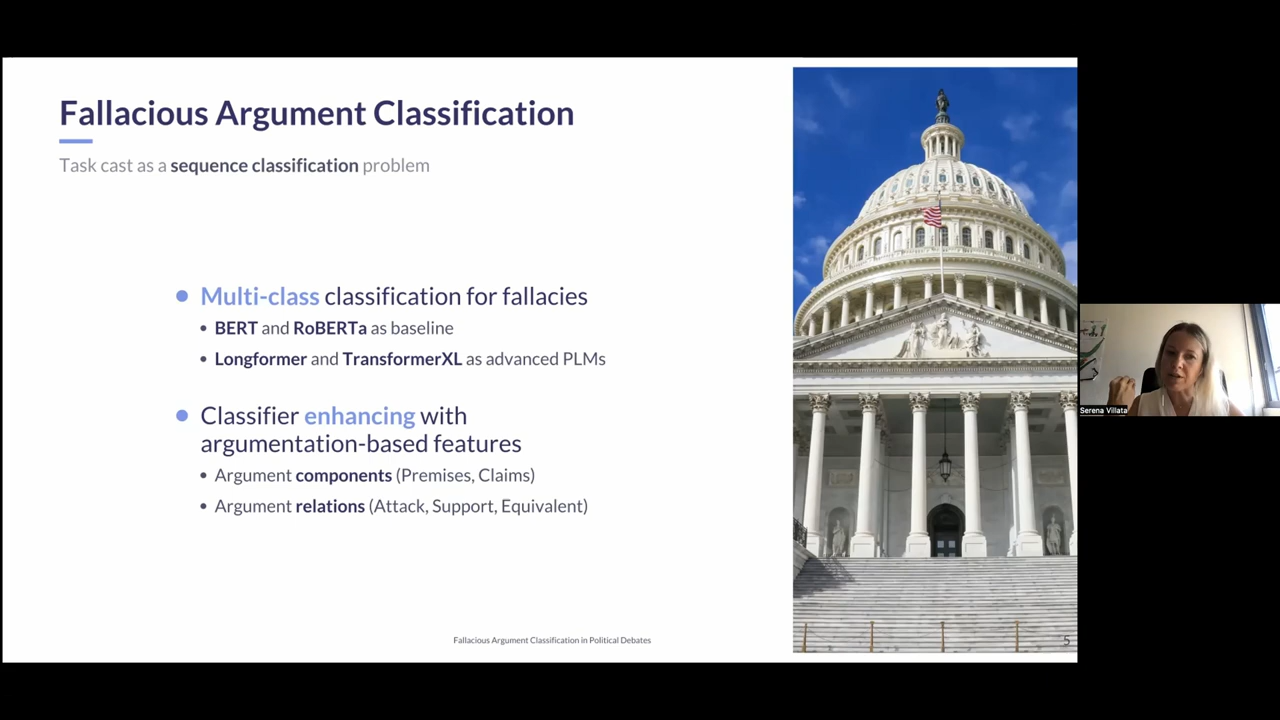 Fallacious Argument Classification
Task cast as a sequence classification problem
Multi-class classification for fallacies
BERT and RoBERTa as baseline
Longformer and TransformerXL as advanced PLMs
Classifier enhancing with
argumentation-based features
Argument components (Premises, Claims)
Argument relations (Attack, Support, Equivalent)
Fallacious Argument Classification in Political Debates
5
Serena Villata